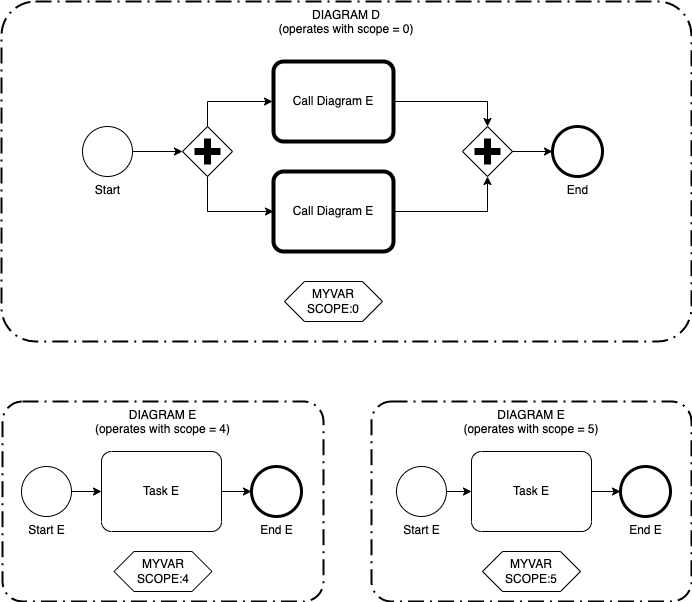 DIAGRAM D
(operates with scope = 0)
Call Diagram E
Start
End
Call Diagram E
MYVAR
SCOPE:0
DIAGRAM E
(operates with scope = 4)
Task E
Start E
End E
MYVAR
SCOPE:4
DIAGRAM E
(operates with scope = 5)
Task E
Start E
End E
MYVAR
SCOPE:5